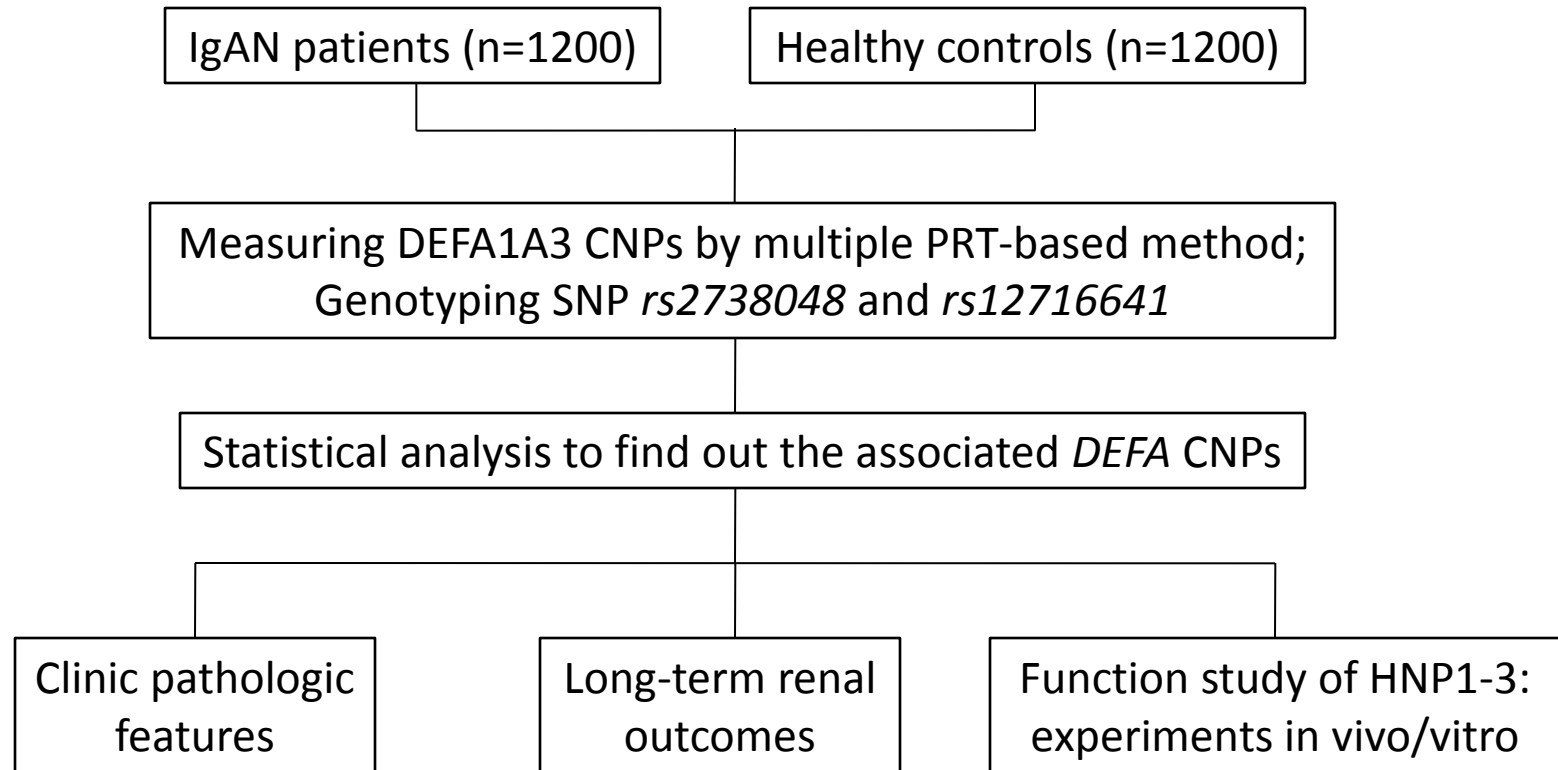 IgAN patients (n=1200)
Healthy controls (n=1200)
Measuring DEFA1A3 CNPs by multiple PRT-based method;
Genotyping SNP rs2738048 and rs12716641
Statistical analysis to find out the associated DEFA CNPs
Clinic pathologic
features
Long-term renal
outcomes
Function study of HNP1-3:
experiments in vivo/vitro